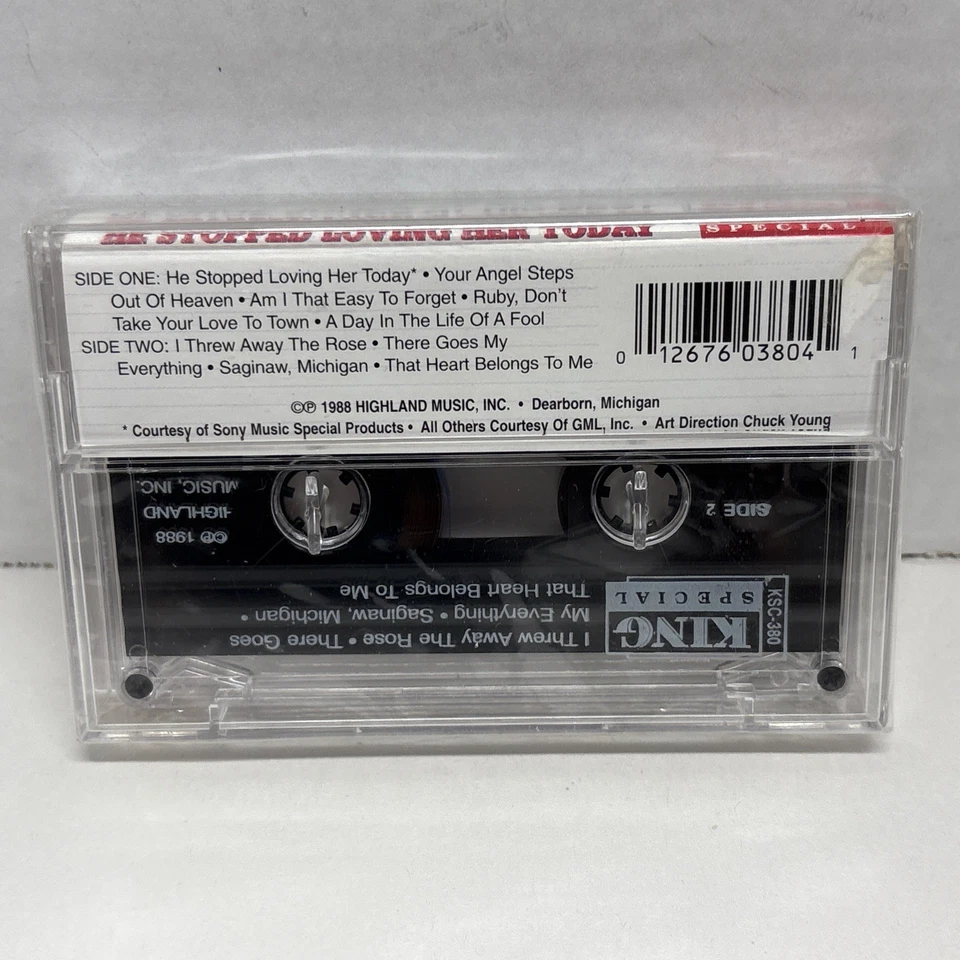 HE STOPPED LOVING HER TODAY
SPECIAL
SIDE ONE: He Stopped Loving Her Today* • Your Angel Steps
Out Of Heaven • Am I That Easy To Forget • Ruby, Don't
Take Your Love To Town • A Day In The Life Of A Fool
SIDE TWO: I Threw Away The Rose • There Goes My
Everything • Saginaw, Michigan • That Heart Belongs To Me
0 12676 03804 1
©℗ 1988 HIGHLAND MUSIC, INC. • Dearborn, Michigan
* Courtesy of Sony Music Special Products • All Others Courtesy Of GML, Inc. • Art Direction Chuck Young
KSC-380
KING
SPECIAL
I Threw Away The Rose • There Goes
My Everything • Saginaw, Michigan •
That Heart Belongs To Me
SIDE 2
©℗ 1988
HIGHLAND
MUSIC, INC.